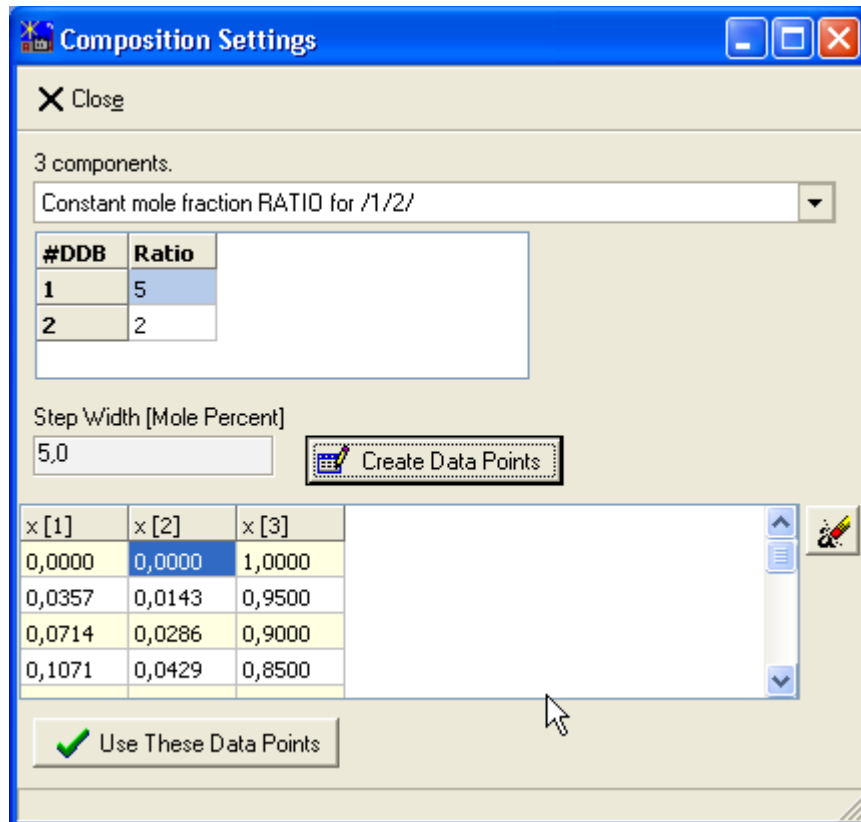 Composition Settings
Close
3 components.
Constant mole fraction RATIO for /1/2/
#DDB Ratio
1 5
2 2
Step Width [Mole Percent]
5,0
Create Data Points
x [1] x [2] x [3]
0,0000 0,0000 1,0000
0,0357 0,0143 0,9500
0,0714 0,0286 0,9000
0,1071 0,0429 0,8500
Use These Data Points